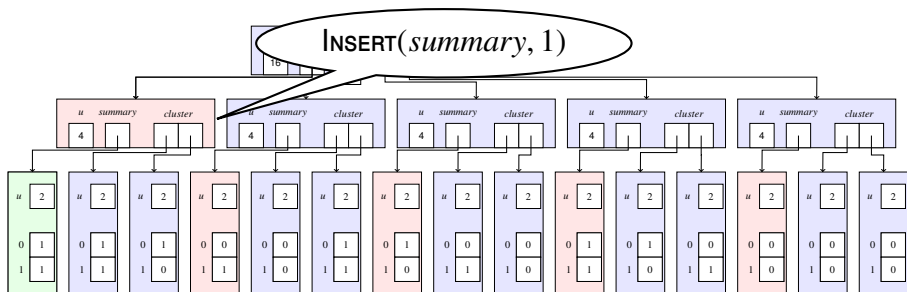 INSERT(summary, 1)
16
u summary cluster u summary cluster u summary cluster u summary cluster u summary cluster
4 4 4 4 4
u 2 u 2 u 2 u 2 u 2 u 2 u 2 u 2 u 2 u 2 u 2 u 2 u 2 u 2 u 2
0 1 0 1 0 1 0 0 0 0 0 1 0 1 0 1 0 0 0 1 0 1 0 0 0 0 0 0 0 0
1 1 1 1 1 0 1 1 1 0 1 1 1 0 1 0 1 0 1 1 1 0 1 1 1 0 1 0 1 0